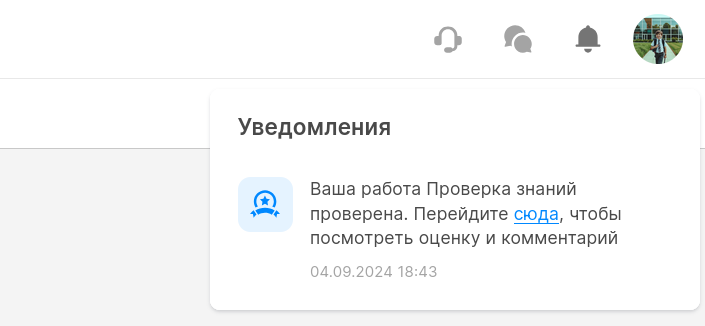 Уведомления
Ваша работа Проверка знаний
проверена. Перейдите сюда, чтобы
посмотреть оценку и комментарий
04.09.2024 18:43